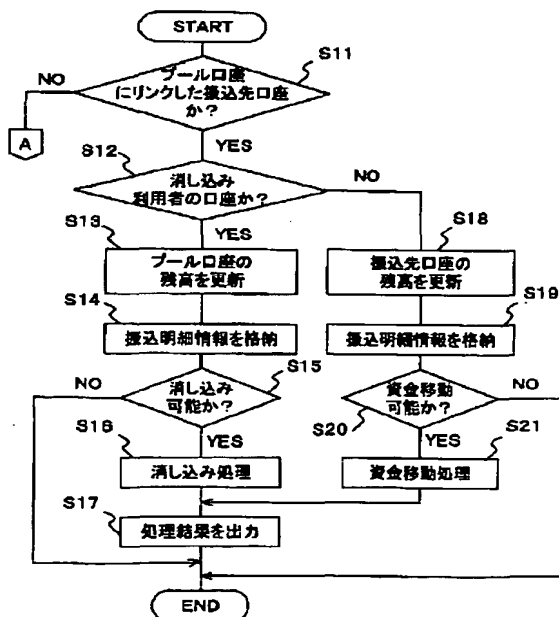 START
S11
NO
プール口座
にリンクした振込先口座
か？
A
YES
S12
消し込み
利用者の口座か？
NO
YES
S13
プール口座の
残高を更新
S18
振込先口座の
残高を更新
S14
振込明細情報を格納
S19
振込明細情報を格納
S15
NO
消し込み
可能か？
資金移動
可能か？
NO
S20
S16
YES
YES
S21
消し込み処理
資金移動処理
S17
処理結果を出力
END